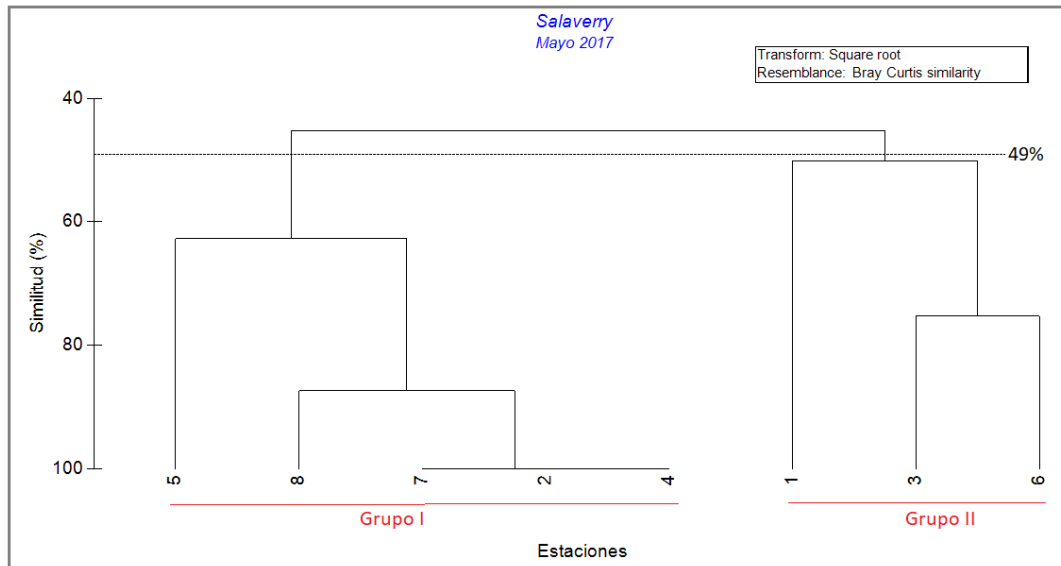 Salaverry
Mayo 2017
Transform: Square root
Resemblance: Bray Curtis similarity
40
49%
60
Similitud (%)
80
100
5 8 7 2 4 1 3 6
Grupo I Grupo II
Estaciones